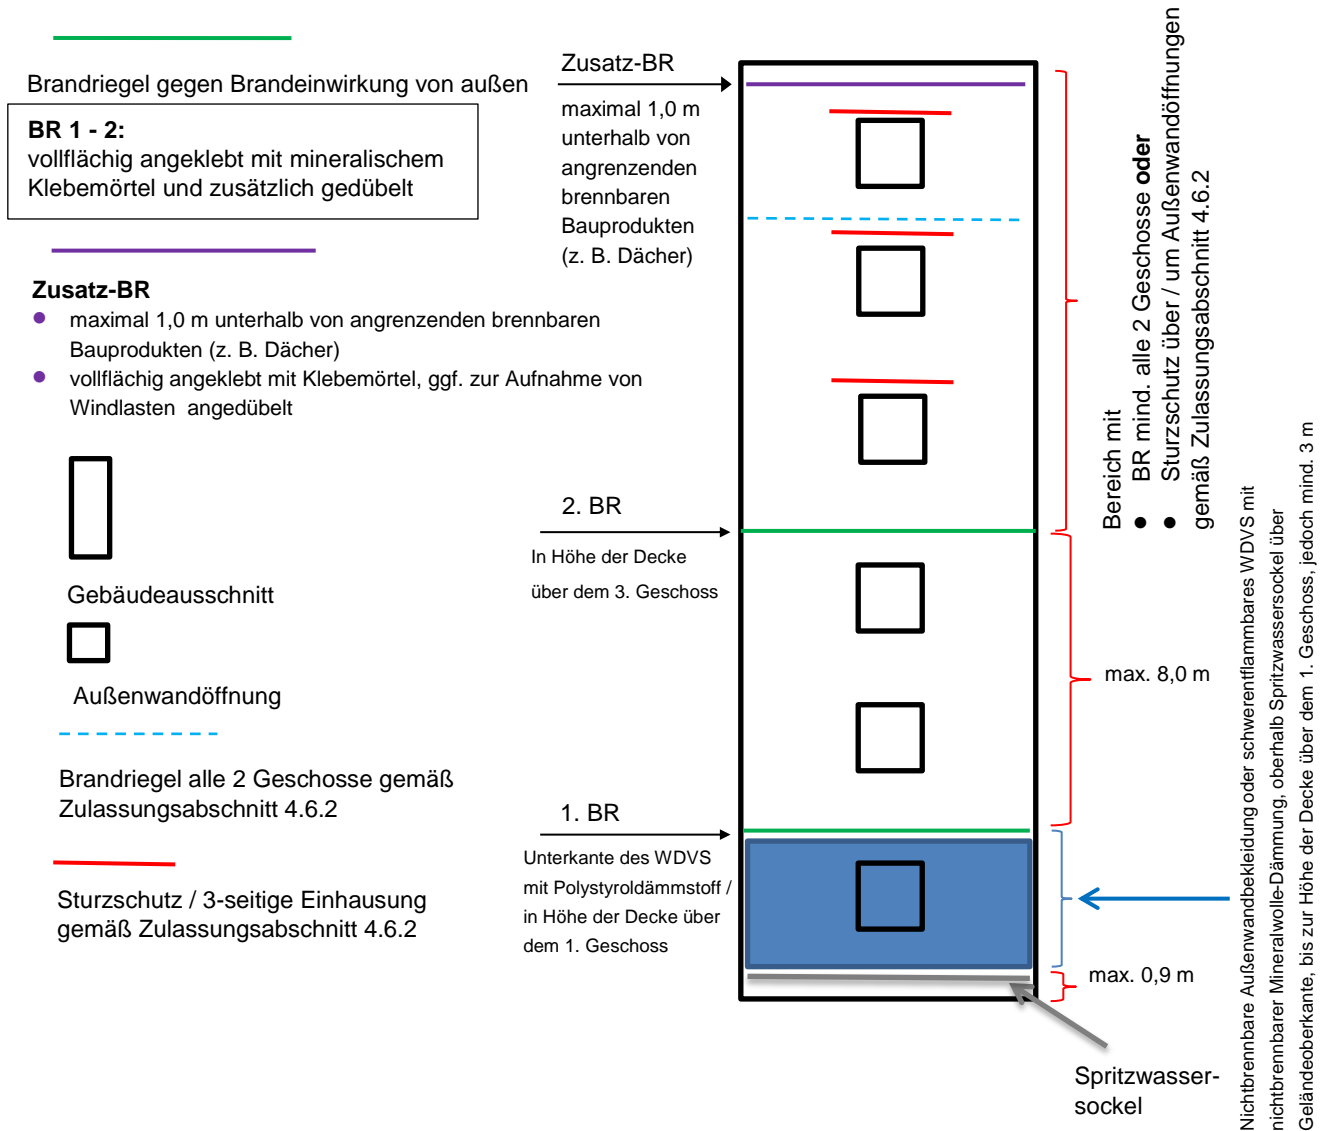 Brandriegel gegen Brandeinwirkung von außen
BR 1 - 2:
vollflächig angeklebt mit mineralischem
Klebemörtel und zusätzlich gedübelt
Zusatz-BR
● maximal 1,0 m unterhalb von angrenzenden brennbaren
Bauprodukten (z. B. Dächer)
● vollflächig angeklebt mit Klebemörtel, ggf. zur Aufnahme von
Windlasten angedübelt
Gebäudeausschnitt
Außenwandöffnung
Brandriegel alle 2 Geschosse gemäß
Zulassungsabschnitt 4.6.2
Sturzschutz / 3-seitige Einhausung
gemäß Zulassungsabschnitt 4.6.2
Zusatz-BR
maximal 1,0 m
unterhalb von
angrenzenden
brennbaren
Bauprodukten
(z. B. Dächer)
2. BR
In Höhe der Decke
über dem 3. Geschoss
1. BR
Unterkante des WDVS
mit Polystyroldämmstoff /
in Höhe der Decke über
dem 1. Geschoss
Bereich mit
● BR mind. alle 2 Geschosse oder
● Sturzschutz über / um Außenwandöffnungen
gemäß Zulassungsabschnitt 4.6.2
max. 8,0 m
max. 0,9 m
Spritzwasser-
sockel
Nichtbrennbare Außenwandbekleidung oder schwerentflammbares WDVS mit
nichtbrennbarer Mineralwolle-Dämmung, oberhalb Spritzwassersockel über
Geländeoberkante, bis zur Höhe der Decke über dem 1. Geschoss, jedoch mind. 3 m